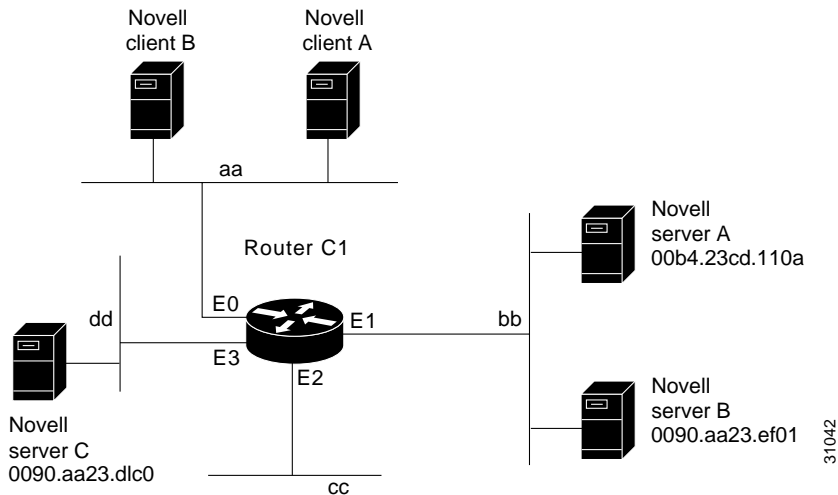 Novell
client B
Novell
client A
aa
Novell
server A
00b4.23cd.110a
Router C1
E0
E1
bb
dd
E3
E2
Novell
server B
0090.aa23.ef01
Novell
server C
0090.aa23.dlc0
cc
31042